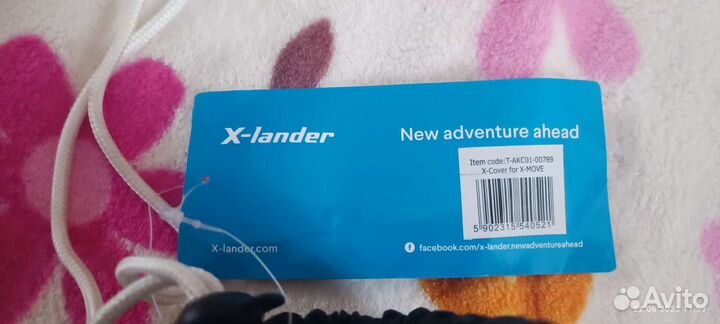 X-lander
New adventure ahead
Item code:T-AKC01-00789
X-Cover for X-MOVE
5 902315 540521
X-lander.com
facebook.com/x-lander.newadventureahead
Avito